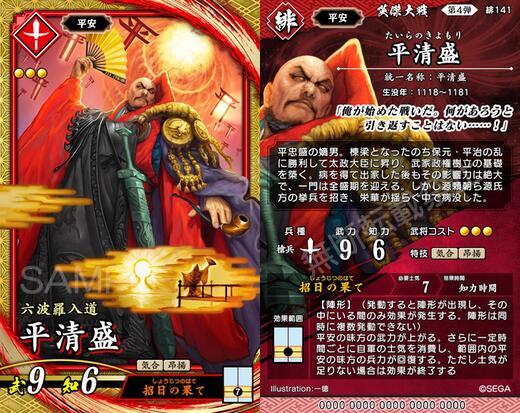 平安
SAMPLE
六波羅入道
平清盛
気合 昂揚
武9 知6
しょうじつのはて
招日の果て
7
緋
平安
英傑大戦 第4弾 緋141
たいらのきよもり
平清盛
統一名称:平清盛
生没年:1118~1181
「俺が始めた戦いだ。何があろうと
引き返すことはない……!」
平忠盛の嫡男。棟梁となったのち保元・平治の乱
に勝利して太政大臣に昇り、武家政権樹立の基礎
を築く。病を得て出家した後もその影響力は絶大
で、一門は全盛期を迎える。しかし源頼朝ら源氏
方の挙兵を招き、栄華が揺らぐ中で病没した。
兵種 武力 知力 武将コスト
槍兵 9 6 特技 気合 昂揚
しょうじつのはて 必要士気 効果時間
招日の果て 7 知力時間
効果範囲
【陣形】(発動すると陣形が出現し、その
中にいる間のみ効果が発生する。陣形は
同時に複数発動できない)
平安の味方の武力が上がる。さらに一定時
間ごとに自軍の士気を消費し、範囲内の平
安の味方の兵力が回復する。ただし士気が
足りない場合は効果が終了する
Illustration:一徳 ©SEGA
0000 0000 0000 0000 0000
無断転載